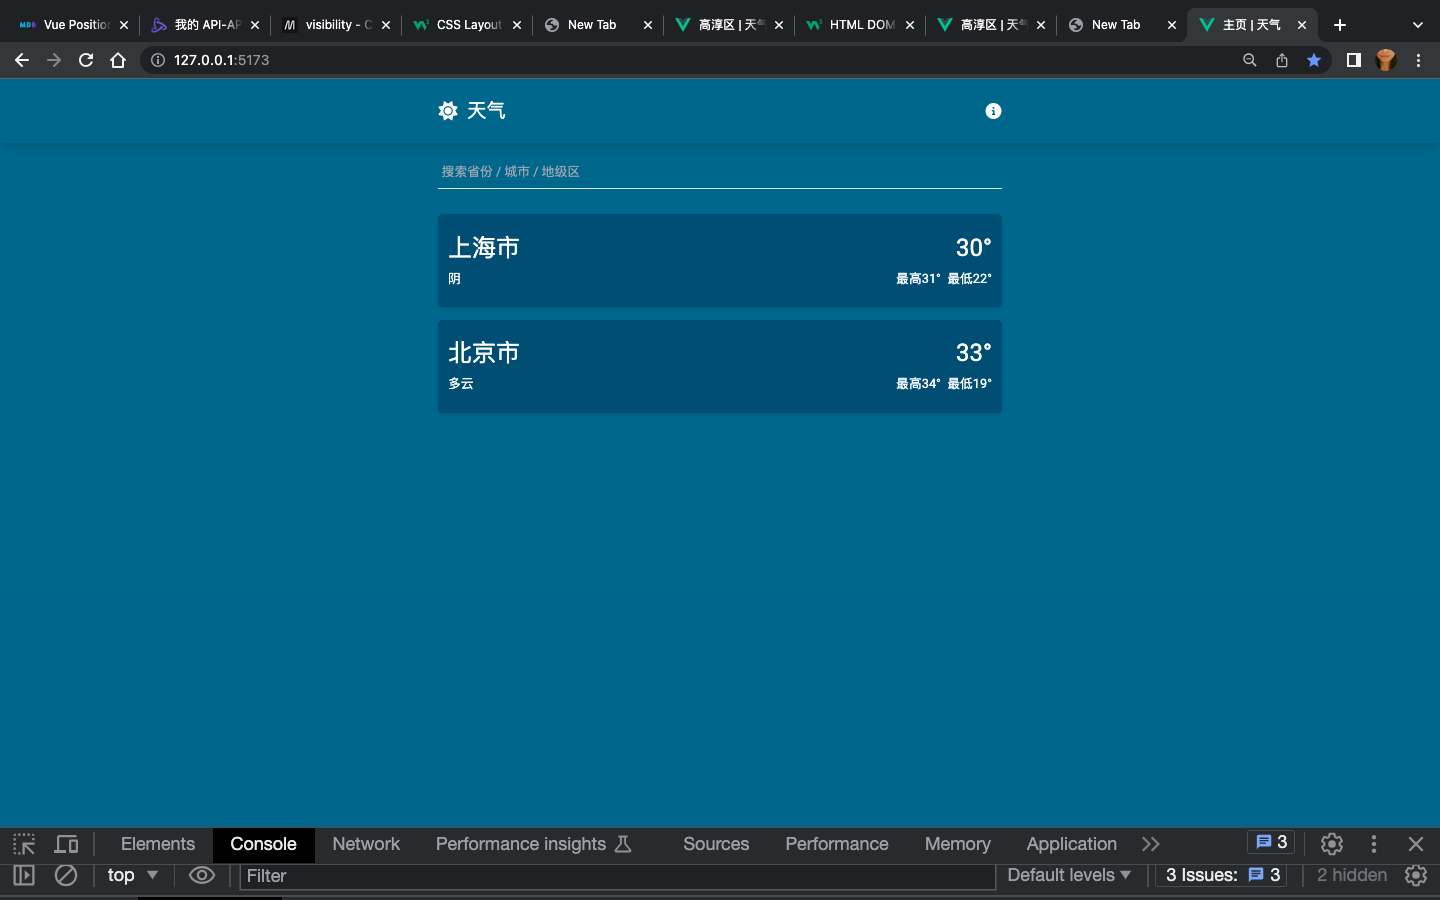 MDB Vue Position
我的 API-AP
visibility - C
CSS Layout
New Tab
高淳区 | 天气
HTML DOM
高淳区 | 天气
New Tab
主页 | 天气
127.0.0.1:5173
天气
搜索省份 / 城市 / 地级区
上海市 30°
阴 最高31° 最低22°
北京市 33°
多云 最高34° 最低19°
Elements Console Network Performance insights Sources Performance Memory Application 3
top Filter Default levels 3 Issues: 3 2 hidden